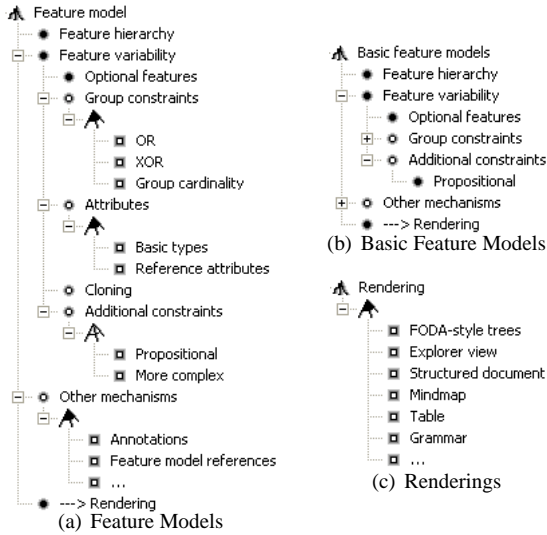 Feature model
Feature hierarchy
Feature variability
Optional features
Group constraints
OR
XOR
Group cardinality
Attributes
Basic types
Reference attributes
Cloning
Additional constraints
Propositional
More complex
Other mechanisms
Annotations
Feature model references
...
---> Rendering
(a) Feature Models
Basic feature models
Feature hierarchy
Feature variability
Optional features
Group constraints
Additional constraints
Propositional
Other mechanisms
---> Rendering
(b) Basic Feature Models
Rendering
FODA-style trees
Explorer view
Structured document
Mindmap
Table
Grammar
...
(c) Renderings